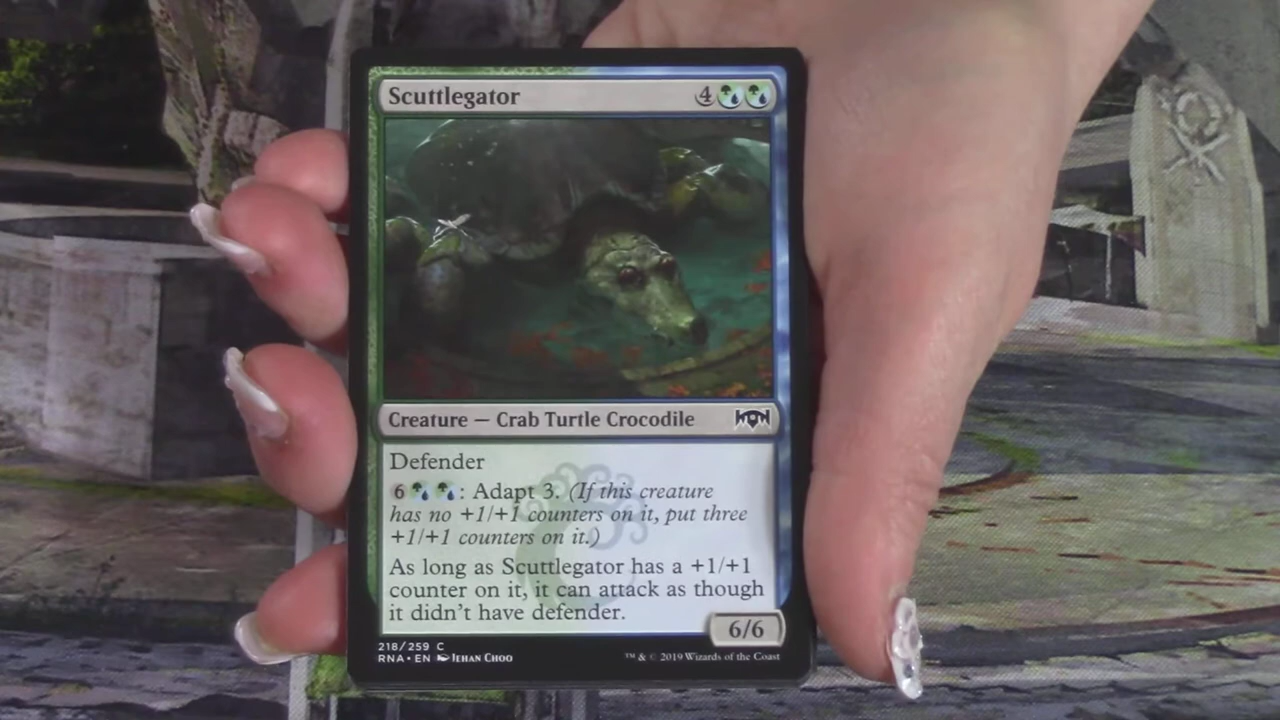 Scuttlegator 4
Creature — Crab Turtle Crocodile
Defender
6 : Adapt 3. (If this creature
has no +1/+1 counters on it, put three
+1/+1 counters on it.)
As long as Scuttlegator has a +1/+1
counter on it, it can attack as though
it didn't have defender.
6/6
218/259 C
RNA • EN Jehan Choo
™ & © 2019 Wizards of the Coast